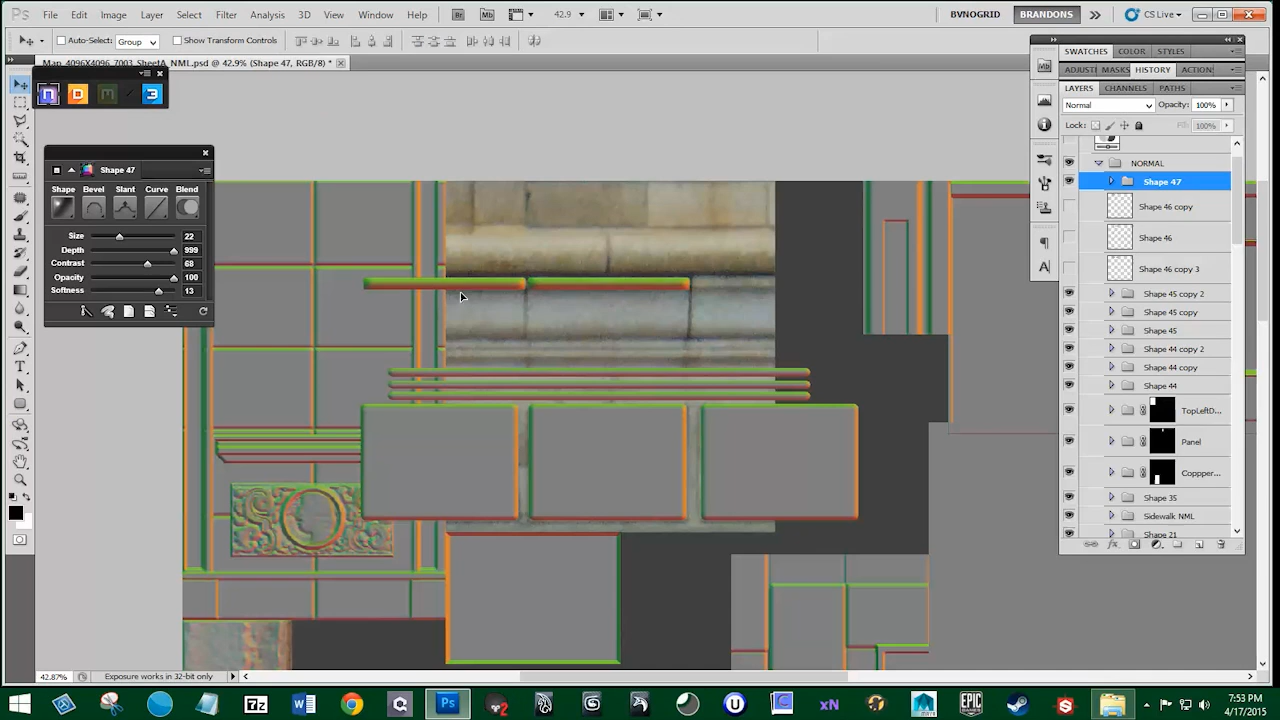 File Edit Image Layer Select Filter Analysis 3D View Window Help Br Mb 42.9 BVNOGRID BRANDONS CS Live
Auto-Select: Group Show Transform Controls
Map_4096X4096_7003_SheetA_NML.psd @ 42.9% (Shape 47, RGB/8) *
Shape 47
Shape Bevel Slant Curve Blend
Size 22
Depth 999
Contrast 68
Opacity 100
Softness 13
SWATCHES COLOR STYLES
ADJUSTI MASKS HISTORY ACTION:
LAYERS CHANNELS PATHS
Normal Opacity: 100%
Lock: Fill: 100%
NORMAL
Shape 47
Shape 46 copy
Shape 46
Shape 46 copy 3
Shape 45 copy 2
Shape 45 copy
Shape 45
Shape 44 copy 2
Shape 44 copy
Shape 44
TopLeftD...
Panel
Coppper...
Shape 35
Sidewalk NML
Shape 21
42.87% Exposure works in 32-bit only
7:53 PM
4/17/2015